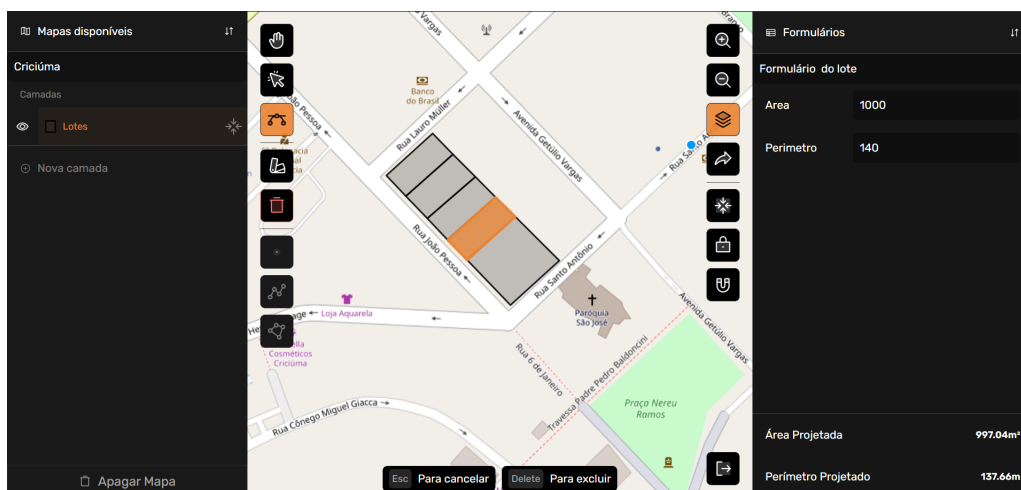 Mapas disponíveis
Criciúma
Camadas
Lotes
Nova camada
Apagar Mapa
Vargas
Banco
do Brasil
Rua Lauro Müller
João Pessoa
Avenida Getúlio Vargas
Rua João Pessoa
Rua Santo Antônio
Loja Aquarela
Cosméticos
Criciúma
Paróquia
São José
Avenida Getúlio Vargas
Rua 6 de Janeiro
Travessa Padre Pedro Baldoncini
Praça Nereu
Ramos
Rua Cônego Miguel Giacca
Esc Para cancelar
Delete Para excluir
Formulários
Formulário do lote
Area 1000
Perimetro 140
Área Projetada 997.04m²
Perímetro Projetado 137.66m